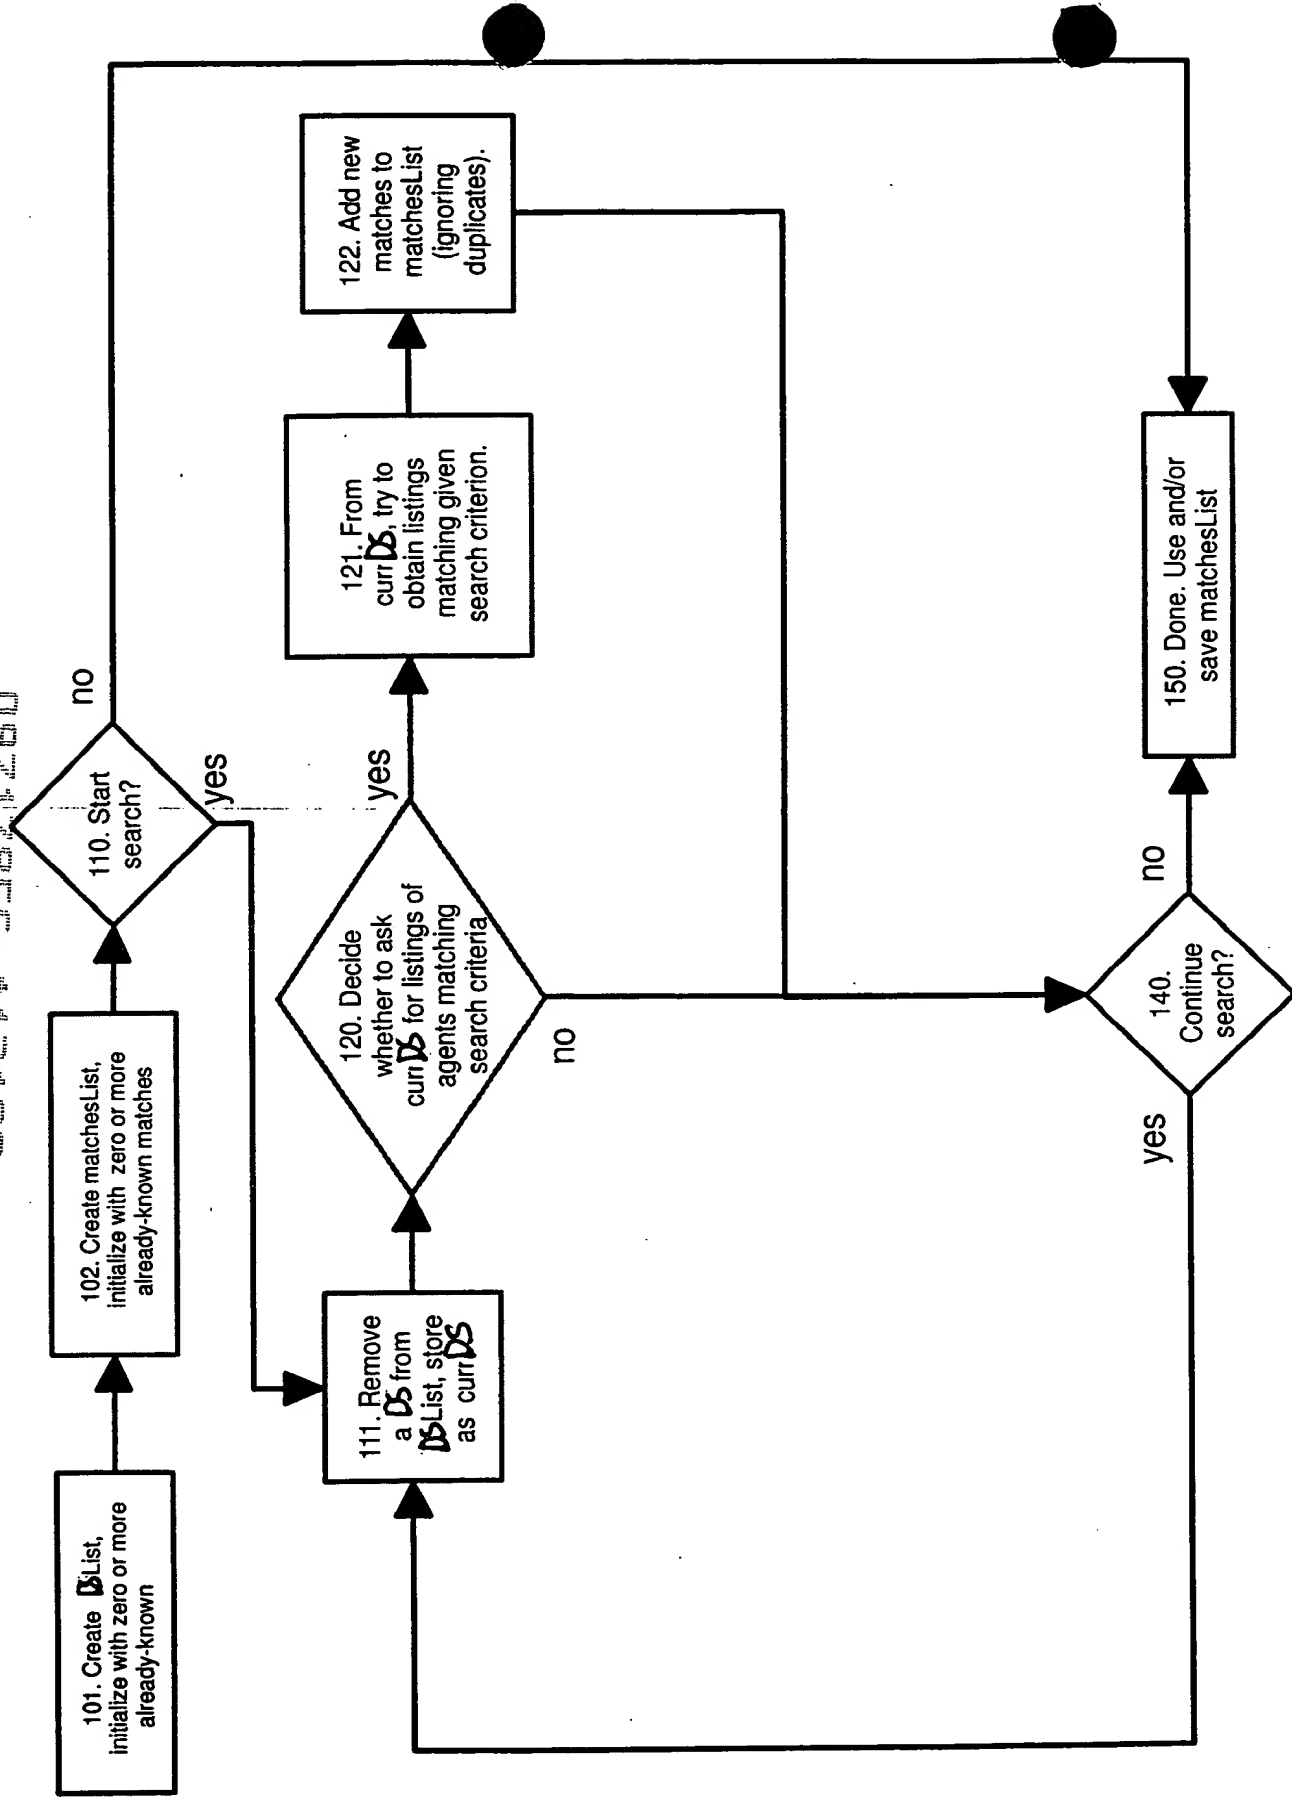 101. Create DSList,
initialize with zero or more
already-known
102. Create matchesList,
initialize with zero or more
already-known matches
110. Start
search?
no
yes
111. Remove
a DS from
DSList, store
as currDS
120. Decide
whether to ask
currDS for listings of
agents matching
search criteria
yes
no
121. From
currDS, try to
obtain listings
matching given
search criterion.
122. Add new
matches to
matchesList
(ignoring
duplicates).
140.
Continue
search?
yes
no
150. Done. Use and/or
save matchesList